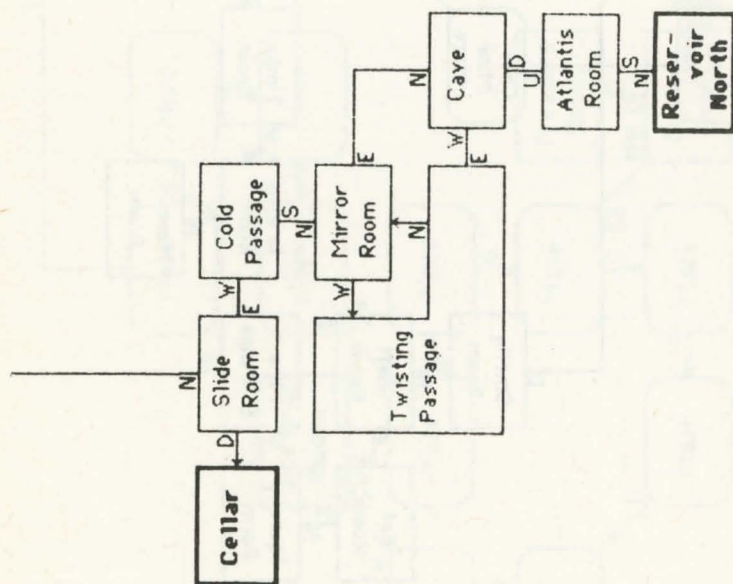 Cellar
D
Slide
Room
N
E
W
Cold
Passage
S
N
Mirror
Room
W
E
Twisting
Passage
N
E
W
Cave
N
D
U
Atlantis
Room
S
N
Reser-
voir
North